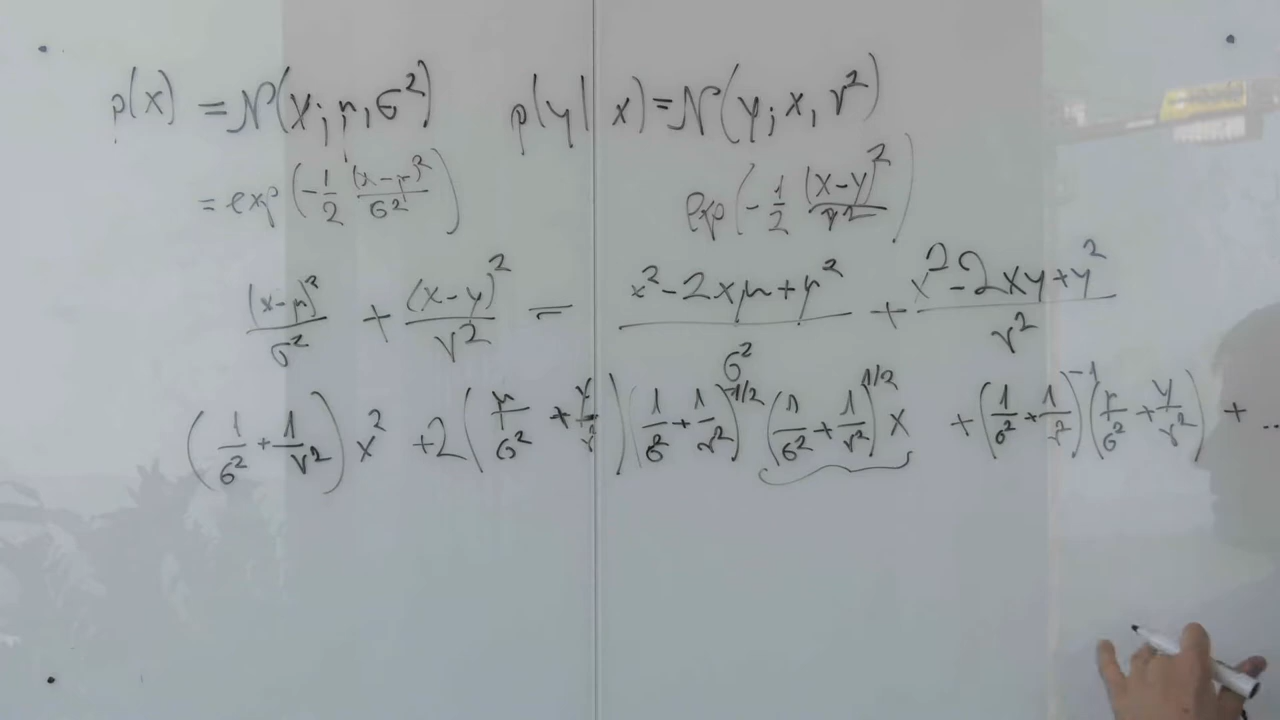 p(x) = N(x; μ, σ²) p(y | x) = N(y; x, ν²)
= exp(-1/2 (x-μ)²/σ²) exp(-1/2 (x-y)²/ν²)
(x-μ)²/σ² + (x-y)²/ν² = (x² - 2xμ + μ²)/σ² + (x² - 2xy + y²)/ν²
(1/σ² + 1/ν²) x² + 2 (μ/σ² + y/ν²) (1/σ² + 1/ν²)^(-1/2) (1/σ² + 1/ν²)^(1/2) x + (1/σ² + 1/ν²)^(-1) (μ/σ² + y/ν²) + ...